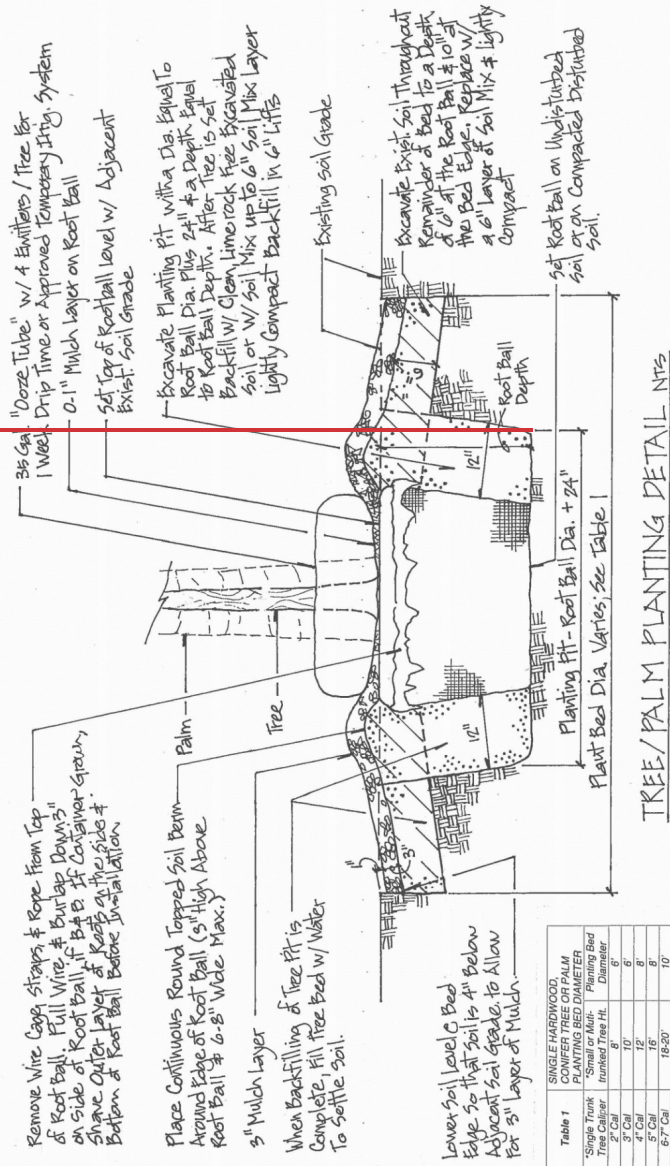 Remove Wire Cage, Straps, & Rope From Top
of Root Ball. Pull Wire, & Burlap Down 3"
on Side of Root Ball, if B&B. If Container Grown,
Shave Outer Layer of Roots at the side &
Bottom of Root Ball Before Installation.
Palm
Tree
Place Continuous Round Topped Soil Berm
Around Edge of Root Ball (3" High Above
Root Ball & 6-8" Wide Max.)
3" Mulch Layer
When Backfilling of Tree Pit is
Complete, Fill Tree Bed w/ Water
To Settle Soil.
Lower Soil Level @ Bed
Edge So that Soil is 4" Below
Adjacent Soil Grade, to Allow
For 3" Layer of Mulch.
35 Gal. "Ooze Tube" w/ 4 Emitters / Tree For
1 Week Drip Time or Approved Temporary Irrig. System
0-1" Mulch Layer on Root Ball
Set Top of Rootball Level w/ Adjacent
Exist. Soil Grade
Excavate Planting Pit with a Dia. Equal To
Root Ball Dia. Plus 24" & a Depth Equal
to Root Ball Depth. After Tree is Set
Backfill w/ Clean, Limerock Free Excavated
Soil or w/ Soil Mix up to 6" Soil Mix Layer
Lightly Compact Backfill in 6" Lifts
Existing Soil Grade
Excavate Exist. Soil Throughout
Remainder of Bed to a Depth
of 6" at the Root Ball & 10" at
the Bed Edge. Replace w/
a 6" Layer of Soil Mix & Lightly
Compact
Set Root Ball on Undisturbed
Soil or on Compacted Disturbed
Soil.
1"
3"
12"
12"
6"
Root Ball
Depth
Planting Pit - Root Ball Dia. + 24"
Plant Bed Dia. Varies, See Table 1
TREE/PALM PLANTING DETAIL NTS
Table 1 SINGLE HARDWOOD,
CONIFER TREE OR PALM
PLANTING BED DIAMETER
*Single Trunk *Small or Muti- Planting Bed
Tree Caliper trunked Tree Ht. Diameter
2" Cal 8' 6'
3" Cal 10' 6'
4" Cal 12' 8'
5" Cal 16' 8'
6-7" Cal 18-20' 10'